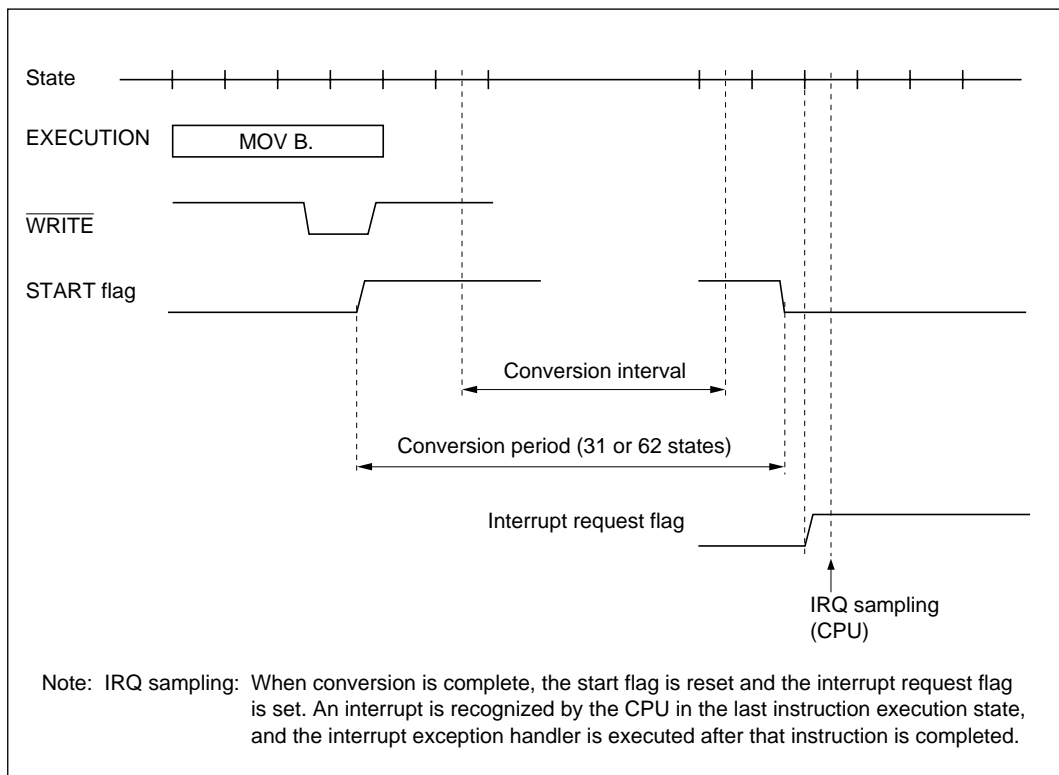 State
EXECUTION
MOV B.
WRITE
START flag
Conversion interval
Conversion period (31 or 62 states)
Interrupt request flag
IRQ sampling
(CPU)
Note: IRQ sampling: When conversion is complete, the start flag is reset and the interrupt request flag
is set. An interrupt is recognized by the CPU in the last instruction execution state,
and the interrupt exception handler is executed after that instruction is completed.